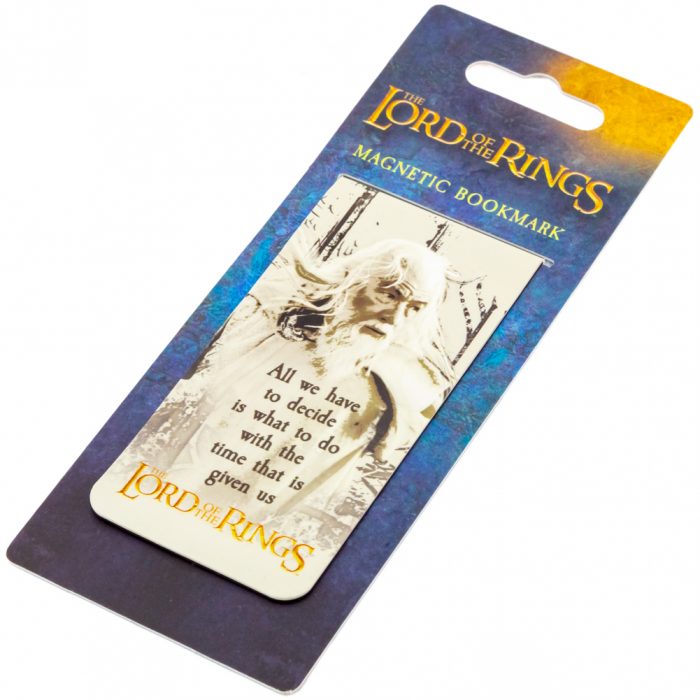 THE
LORD OF THE RINGS
MAGNETIC BOOKMARK
All we have
to decide
is what to do
with the
time that is
given us
THE
LORD OF THE RINGS